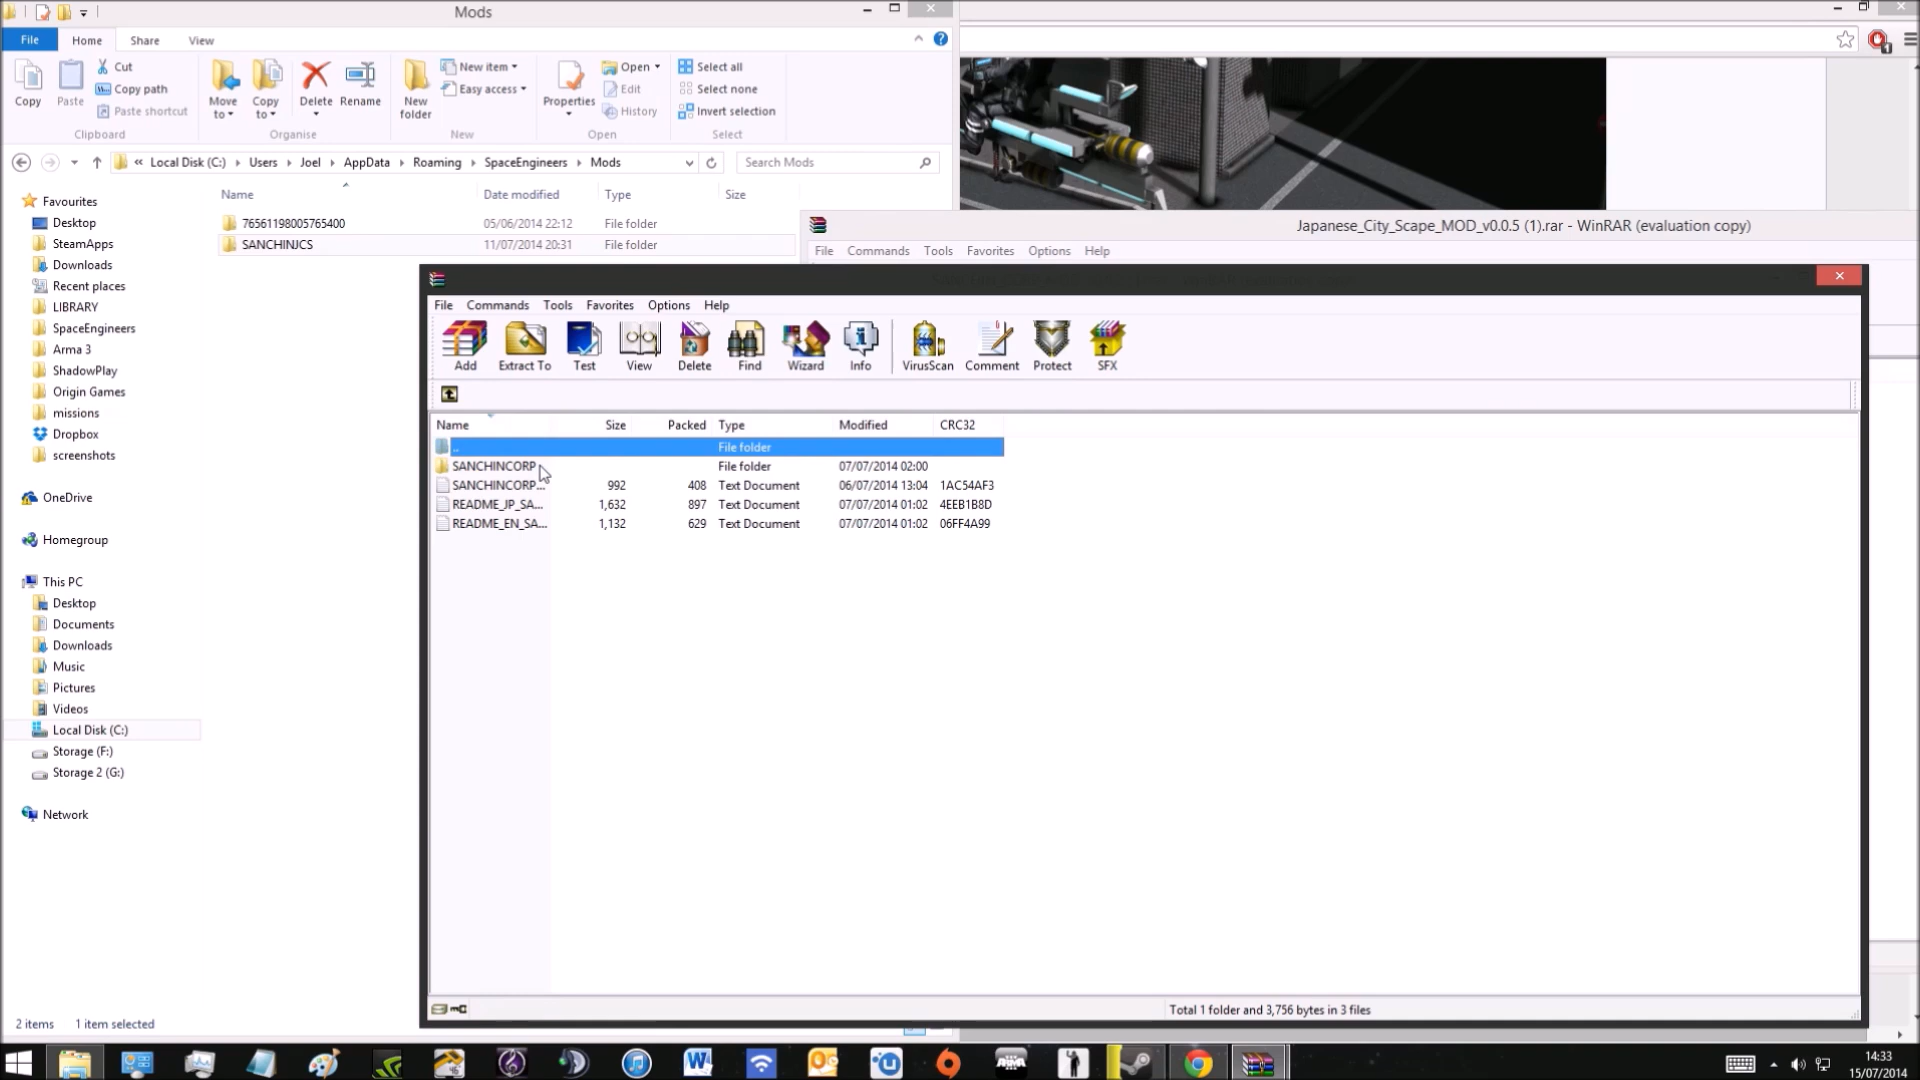 Mods
File
Home
Share
View
Copy
Paste
Cut
Copy path
Paste shortcut
Clipboard
Move to
Copy to
Delete
Rename
Organise
New folder
New item
Easy access
New
Properties
Open
Edit
History
Open
Select all
Select none
Invert selection
Select
« Local Disk (C:) Users Joel AppData Roaming SpaceEngineers Mods
Search Mods
Name Date modified Type Size
76561198005765400 05/06/2014 22:12 File folder
SANCHINJCS 11/07/2014 20:31 File folder
Favourites
Desktop
SteamApps
Downloads
Recent places
LIBRARY
SpaceEngineers
Arma 3
ShadowPlay
Origin Games
missions
Dropbox
screenshots
OneDrive
Homegroup
This PC
Desktop
Documents
Downloads
Music
Pictures
Videos
Local Disk (C:)
Storage (F:)
Storage 2 (G:)
Network
2 items 1 item selected
Japanese_City_Scape_MOD_v0.0.5 (1).rar - WinRAR (evaluation copy)
File Commands Tools Favorites Options Help
File Commands Tools Favorites Options Help
Add Extract To Test View Delete Find Wizard Info VirusScan Comment Protect SFX
Name Size Packed Type Modified CRC32
.. File folder
SANCHINCORP File folder 07/07/2014 02:00
SANCHINCORP... 992 408 Text Document 06/07/2014 13:04 1AC54AF3
README_JP_SA... 1,632 897 Text Document 07/07/2014 01:02 4EEB1B8D
README_EN_SA... 1,132 629 Text Document 07/07/2014 01:02 06FF4A99
Total 1 folder and 3,756 bytes in 3 files
14:33
15/07/2014